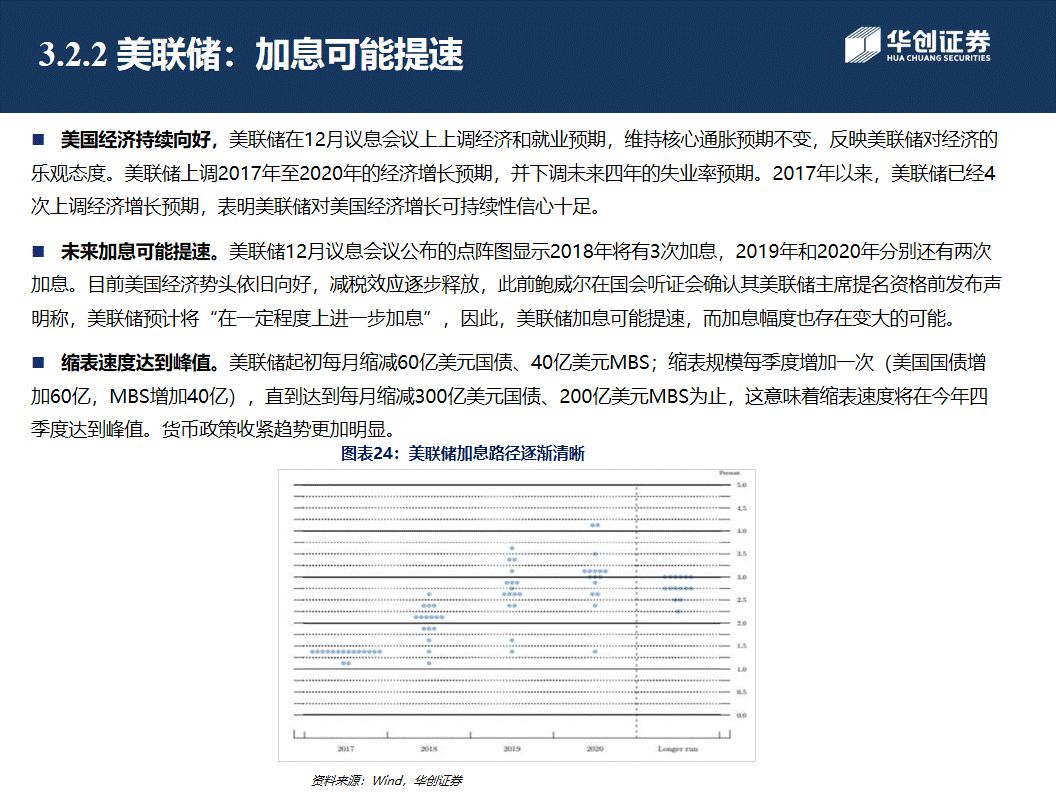 3.2.2 美联储：加息可能提速
华创证券
HUA CHUANG SECURITIES
■ 美国经济持续向好，美联储在12月议息会议上上调经济和就业预期，维持核心通胀预期不变，反映美联储对经济的
乐观态度。美联储上调2017年至2020年的经济增长预期，并下调未来四年的失业率预期。2017年以来，美联储已经4
次上调经济增长预期，表明美联储对美国经济增长可持续性信心十足。
■ 未来加息可能提速。美联储12月议息会议公布的点阵图显示2018年将有3次加息，2019年和2020年分别还有两次
加息。目前美国经济势头依旧向好，减税效应逐步释放，此前鲍威尔在国会听证会确认其美联储主席提名资格前发布声
明称，美联储预计将“在一定程度上进一步加息”，因此，美联储加息可能提速，而加息幅度也存在变大的可能。
■ 缩表速度达到峰值。美联储起初每月缩减60亿美元国债、40亿美元MBS；缩表规模每季度增加一次（美国国债增
加60亿，MBS增加40亿），直到达到每月缩减300亿美元国债、200亿美元MBS为止，这意味着缩表速度将在今年四
季度达到峰值。货币政策收紧趋势更加明显。
图表24：美联储加息路径逐渐清晰
Percent
5.0
4.5
4.0
3.5
3.0
2.5
2.0
1.5
1.0
0.5
0.0
2017 2018 2019 2020 Longer run
资料来源：Wind，华创证券